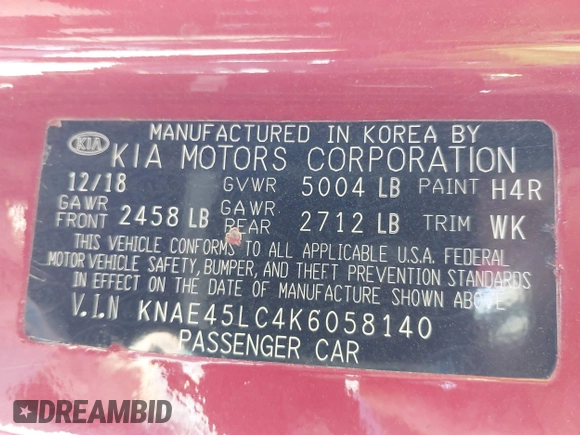 MANUFACTURED IN KOREA BY
KIA KIA MOTORS CORPORATION
12/18 GVWR 5004 LB PAINT H4R
GAWR FRONT 2458 LB GAWR REAR 2712 LB TRIM WK
THIS VEHICLE CONFORMS TO ALL APPLICABLE U.S.A. FEDERAL
MOTOR VEHICLE SAFETY, BUMPER, AND THEFT PREVENTION STANDARDS
IN EFFECT ON THE DATE OF MANUFACTURE SHOWN ABOVE
V.I.N KNAE45LC4K6058140
PASSENGER CAR
DREAMBID